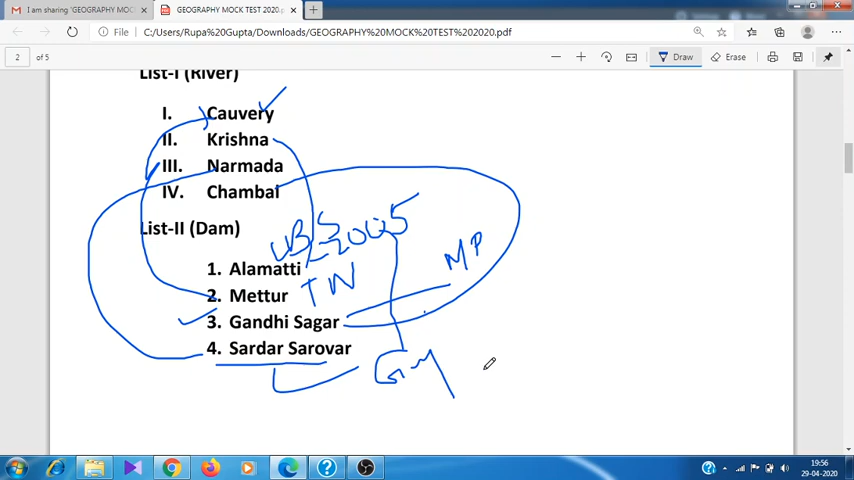 I am sharing 'GEOGRAPHY MOCK
GEOGRAPHY MOCK TEST 2020.p
C:/Users/Rupa%20Gupta/Downloads/GEOGRAPHY%20MOCK%20TEST%202020.pdf
2 of 5
Draw
Erase
List-I (River)
I. Cauvery
II. Krishna
III. Narmada
IV. Chambal
List-II (Dam)
1. Alamatti
2. Mettur
3. Gandhi Sagar
4. Sardar Sarovar
TN
MP
Guj
19:56
29-04-2020